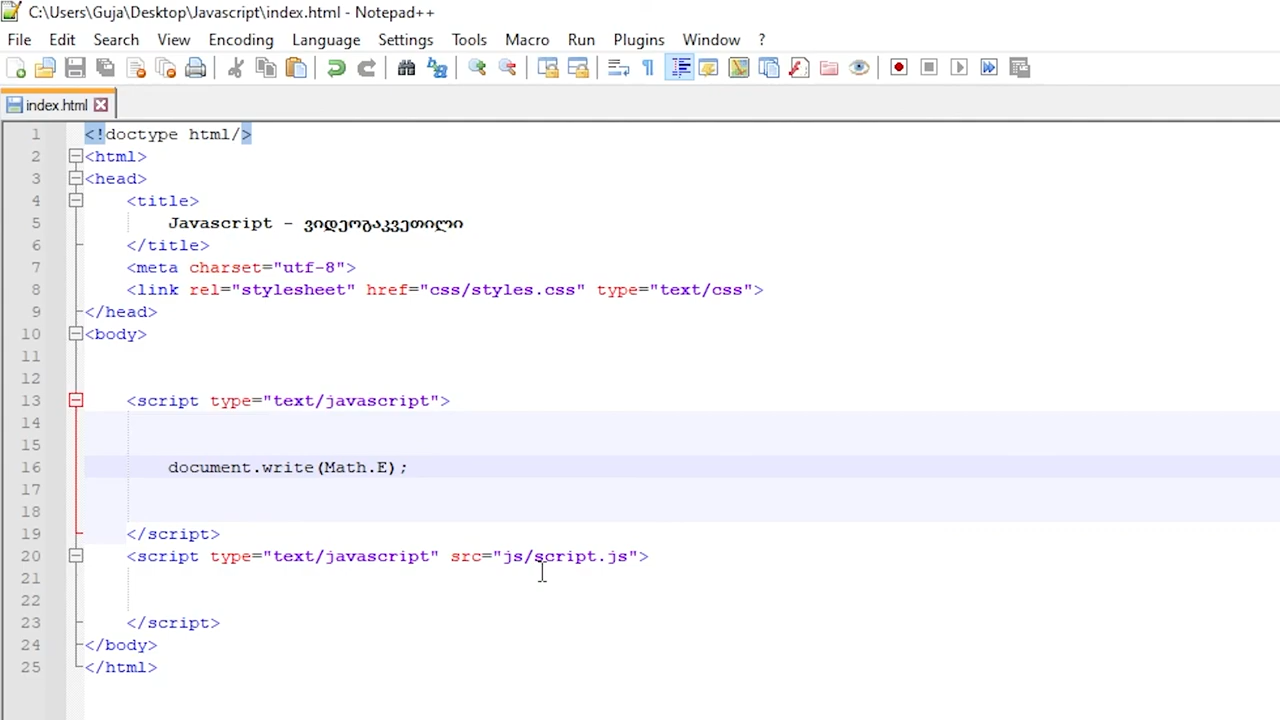 C:\Users\Guja\Desktop\Javascript\index.html - Notepad++
File Edit Search View Encoding Language Settings Tools Macro Run Plugins Window ?
index.html
1 <!doctype html/>
2 <html>
3 <head>
4 <title>
5 Javascript - ვიდეოგაკვეთილი
6 </title>
7 <meta charset="utf-8">
8 <link rel="stylesheet" href="css/styles.css" type="text/css">
9 </head>
10 <body>
11
12
13 <script type="text/javascript">
14
15
16 document.write(Math.E);
17
18
19 </script>
20 <script type="text/javascript" src="js/script.js">
21
22
23 </script>
24 </body>
25 </html>